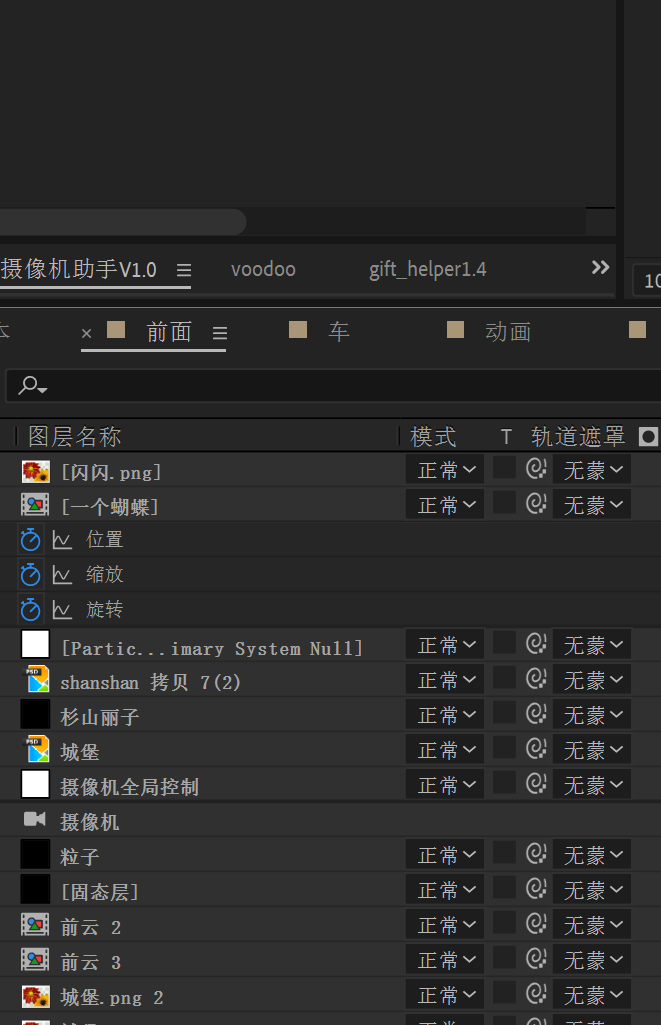 摄像机助手V1.0 voodoo gift_helper1.4
10
本 × 前面 车 动画
图层名称 模式 T 轨道遮罩
[闪闪.png] 正常 无蒙
[一个蝴蝶] 正常 无蒙
位置
缩放
旋转
[Partic...imary System Null] 正常 无蒙
PSD shanshan 拷贝 7(2) 正常 无蒙
杉山丽子 正常 无蒙
PSD 城堡 正常 无蒙
摄像机全局控制 正常 无蒙
摄像机
粒子 正常 无蒙
[固态层] 正常 无蒙
前云 2 正常 无蒙
前云 3 正常 无蒙
城堡.png 2 正常 无蒙